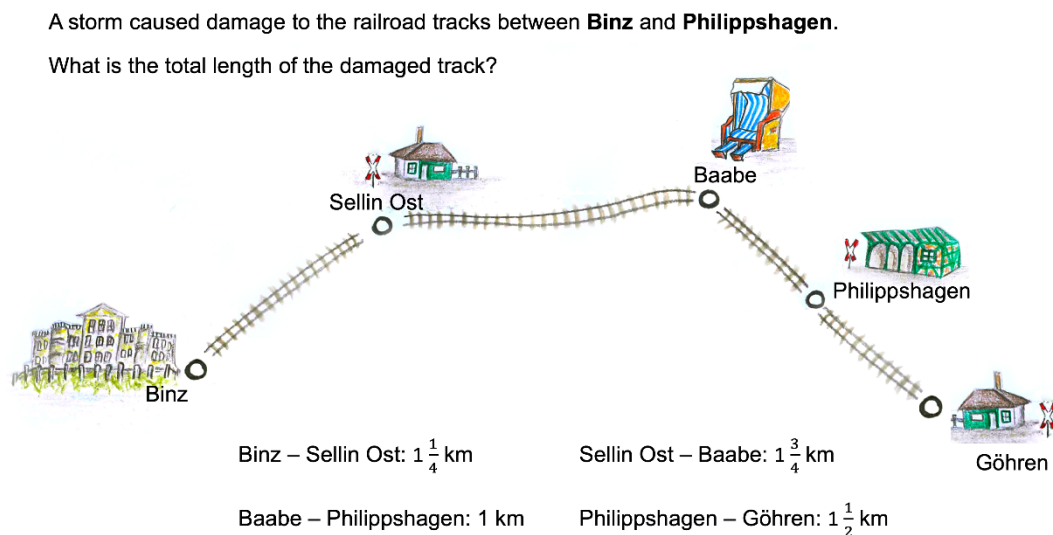 A storm caused damage to the railroad tracks between Binz and Philippshagen.
What is the total length of the damaged track?
Baabe
Sellin Ost
Philippshagen
Binz
Göhren
Binz – Sellin Ost: 1 1/4 km
Sellin Ost – Baabe: 1 3/4 km
Baabe – Philippshagen: 1 km
Philippshagen – Göhren: 1 1/2 km